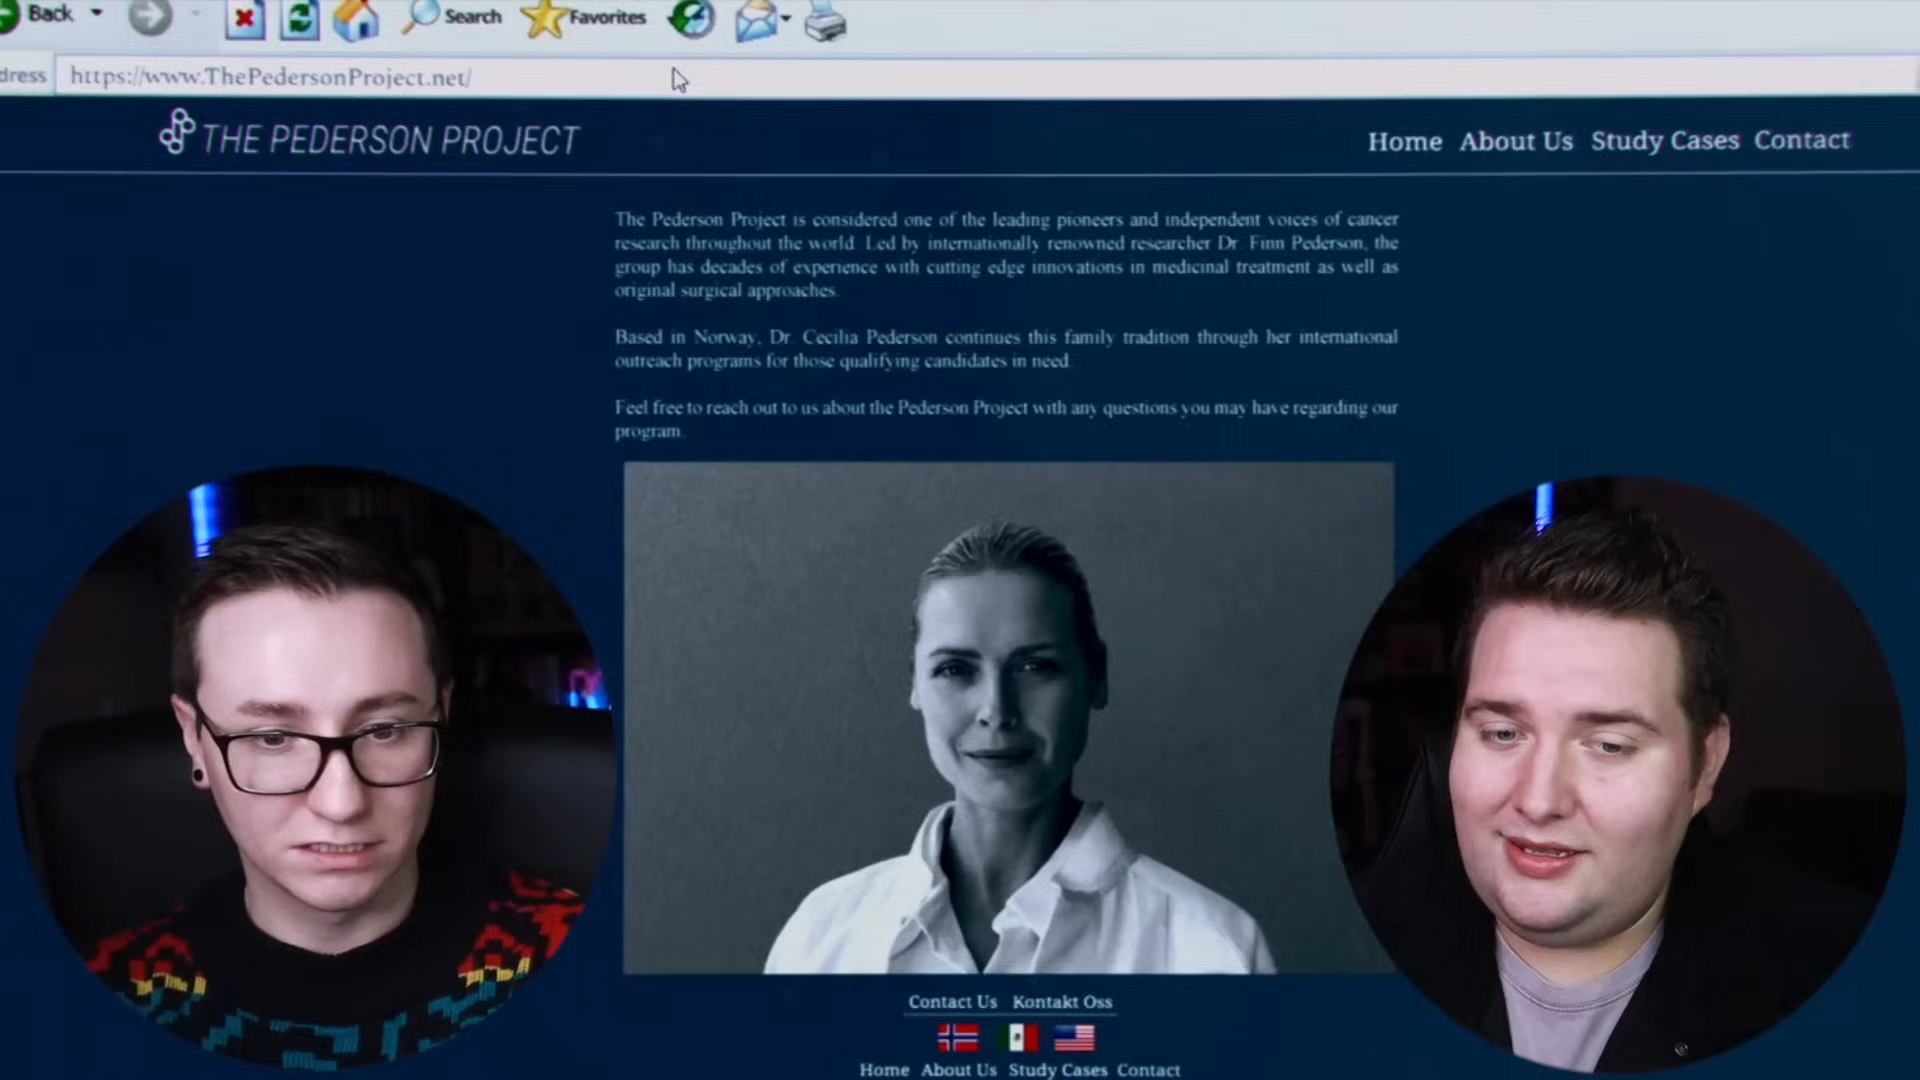 Back
Search
Favorites
dress
https://www.ThePedersonProject.net/
THE PEDERSON PROJECT
Home About Us Study Cases Contact
The Pederson Project is considered one of the leading pioneers and independent voices of cancer
research throughout the world. Led by internationally renowned researcher Dr. Finn Pederson, the
group has decades of experience with cutting edge innovations in medicinal treatment as well as
original surgical approaches.
Based in Norway, Dr. Cecilia Pederson continues this family tradition through her international
outreach programs for those qualifying candidates in need.
Feel free to reach out to us about the Pederson Project with any questions you may have regarding our
program.
Contact Us Kontakt Oss
Home About Us Study Cases Contact